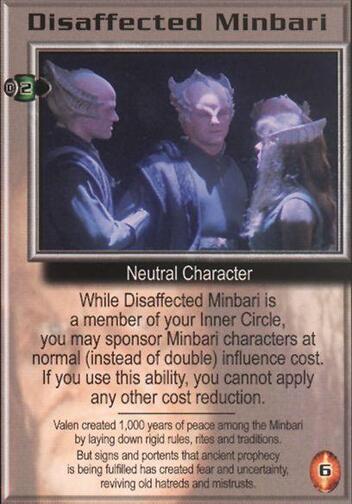 Disaffected Minbari
D 2
Neutral Character
While Disaffected Minbari is
a member of your Inner Circle,
you may sponsor Minbari characters at
normal (instead of double) influence cost.
If you use this ability, you cannot apply
any other cost reduction.
Valen created 1,000 years of peace among the Minbari
by laying down rigid rules, rites and traditions.
But signs and portents that ancient prophecy
is being fulfilled has created fear and uncertainty,
reviving old hatreds and mistrusts.
6